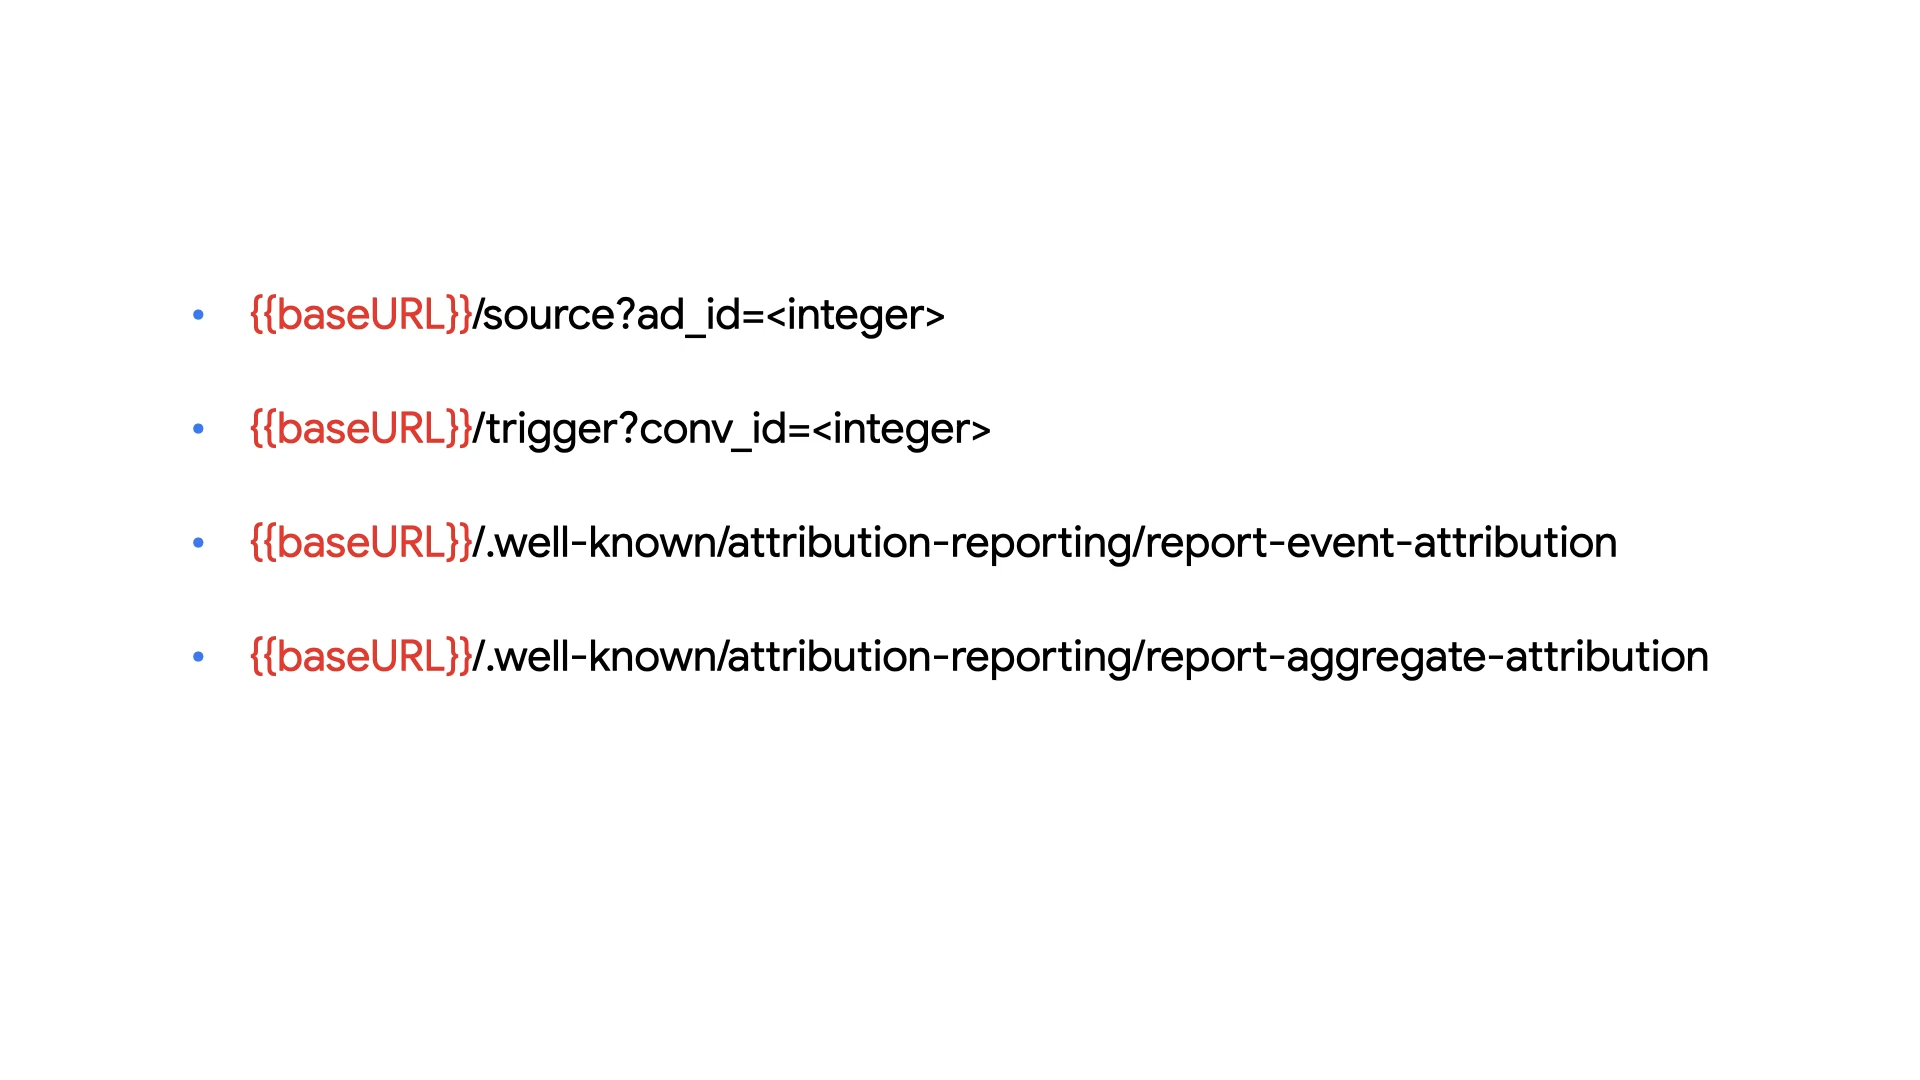 • {{baseURL}}/source?ad_id=<integer>
• {{baseURL}}/trigger?conv_id=<integer>
• {{baseURL}}/.well-known/attribution-reporting/report-event-attribution
• {{baseURL}}/.well-known/attribution-reporting/report-aggregate-attribution